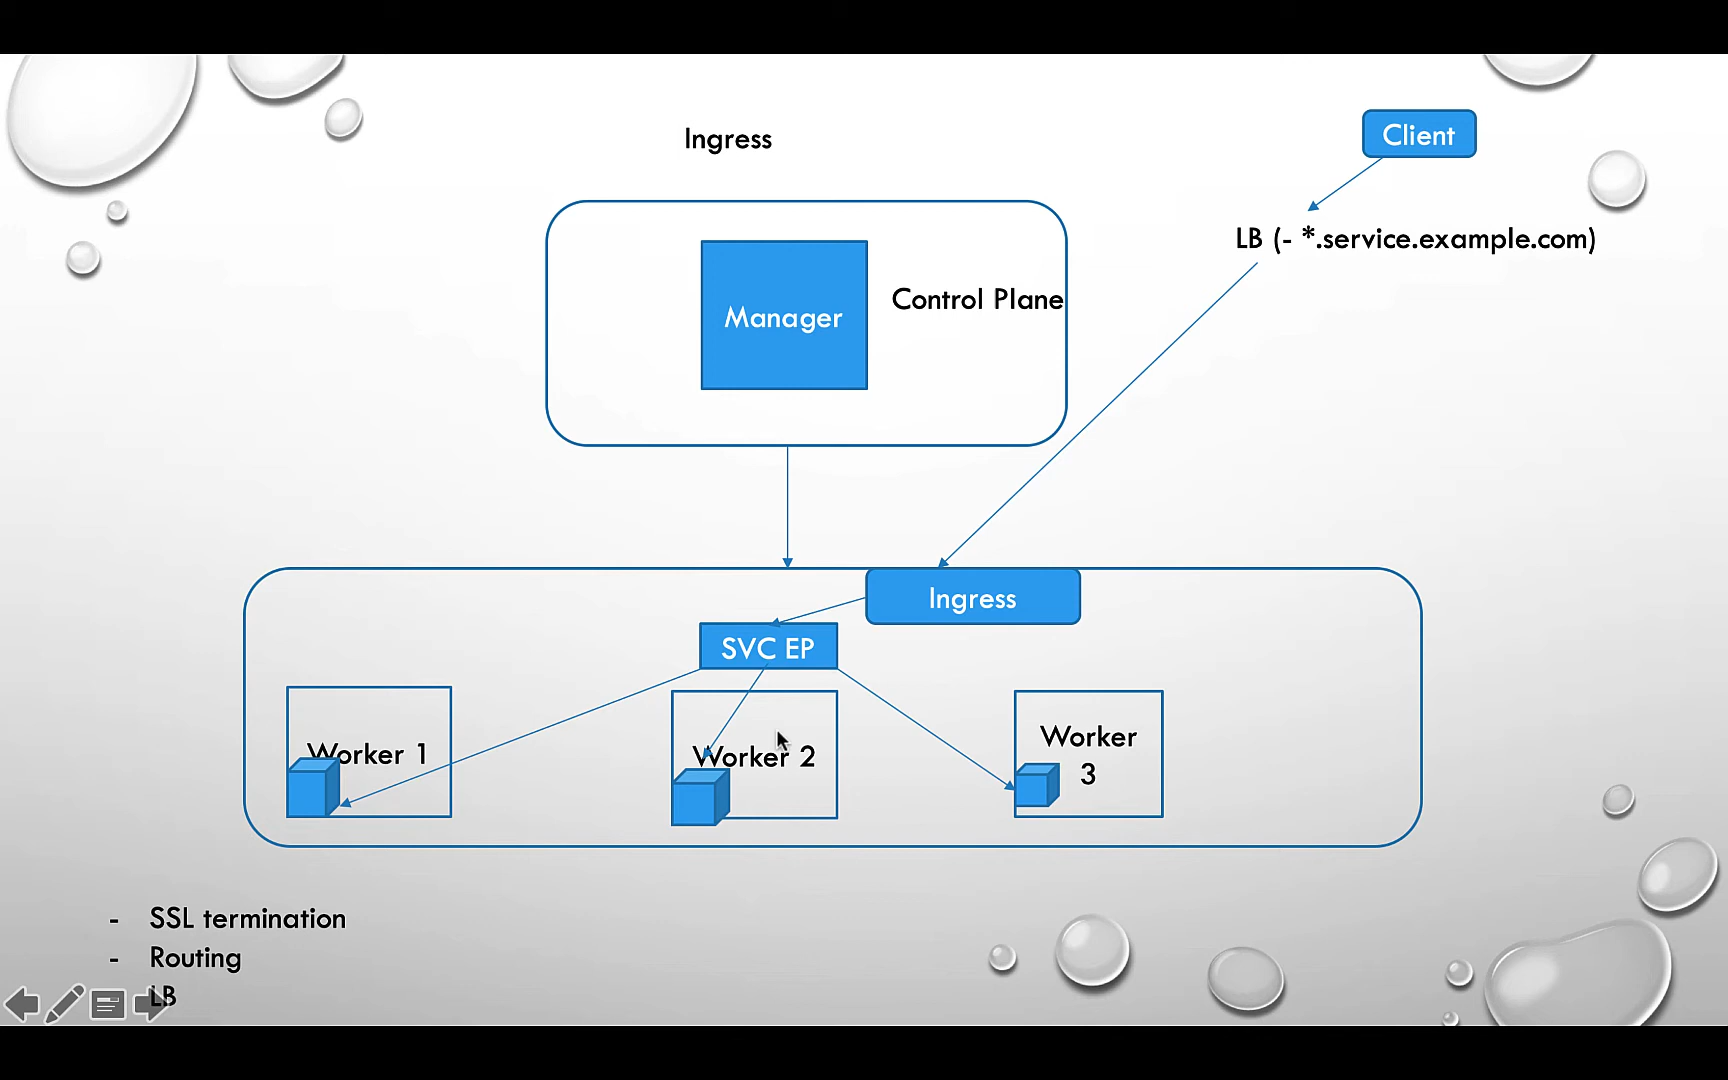 Ingress
Client
LB (- *.service.example.com)
Control Plane
Manager
Ingress
SVC EP
Worker 1
Worker 2
Worker
3
- SSL termination
- Routing
LB